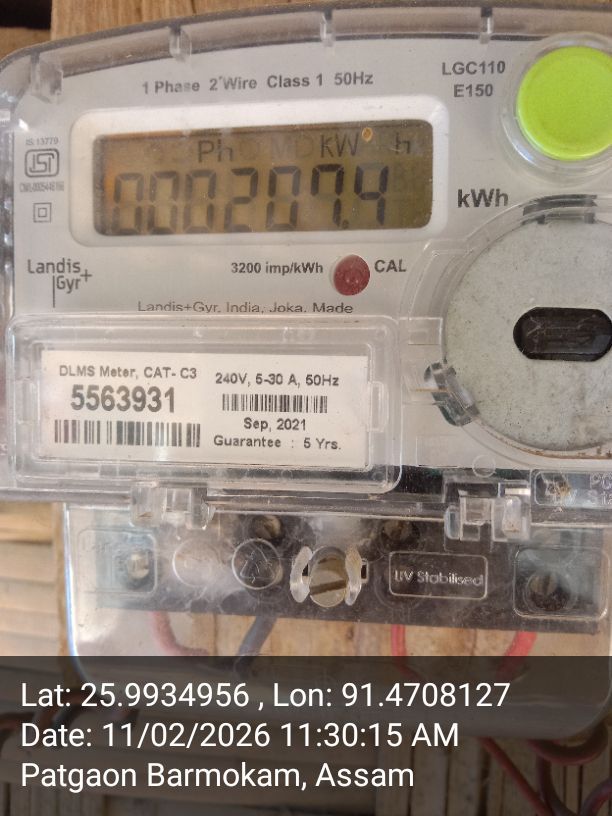 1 Phase 2 Wire Class 1 50Hz
LGC110
E150
IS:13779
Ph MD kW h
000207.4
kWh
Landis
Gyr+
3200 imp/kWh
CAL
Landis+Gyr, India, Joka, Made
DLMS Meter, CAT- C3
5563931
240V, 5-30 A, 50Hz
Sep, 2021
Guarantee : 5 Yrs.
UV Stabilised
Lat: 25.9934956 , Lon: 91.4708127
Date: 11/02/2026 11:30:15 AM
Patgaon Barmokam, Assam